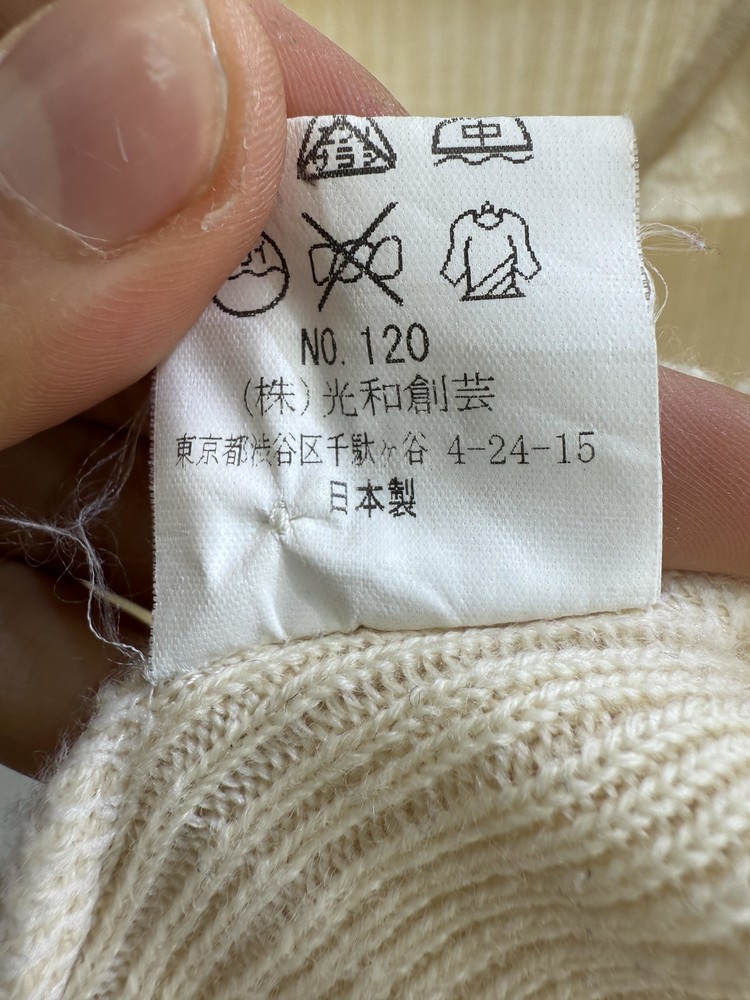 中
NO. 120
(株) 光和創芸
東京都渋谷区千駄ヶ谷 4-24-15
日本製